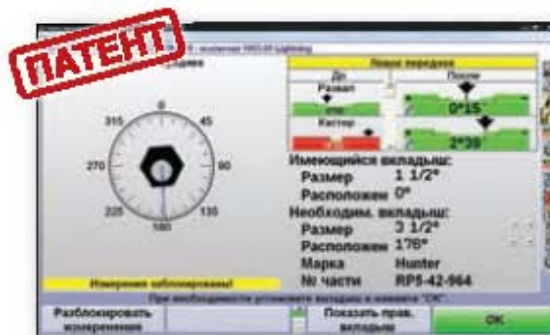 ПАТЕНТ
Левое переднее
До
После
Развал
0°15'
Кастер
2°39'
0
45
90
135
180
225
270
315
Имеющийся вкладыш:
Размер 1 1/2°
Расположен 0°
Необходим. вкладыш:
Размер 3 1/2°
Расположен 176°
Марка Hunter
№ части RP5-42-964
Измерения заблокированы!
При необходимости установите вкладыш и нажмите "OK".
Разблокировать измерения
Показать прав. вкладыш
OK